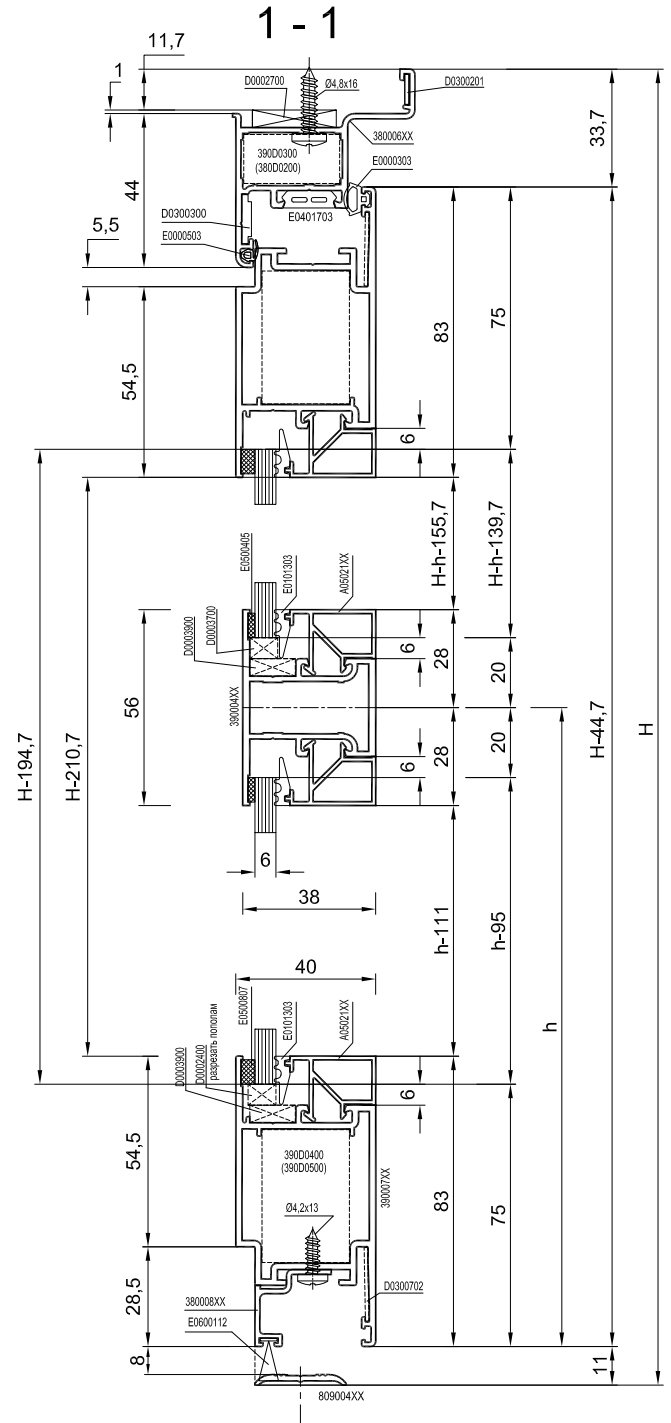 1 - 1
11,7
1
D0002700
Ø4,8x16
D0300201
33,7
380006XX
390D0300
(380D0200)
E0000303
44
E0401703
D0300300
5,5
E0000503
83
75
54,5
6
H-h-155,7
H-h-139,7
E0500405
E0101303
A05021XX
D0003700
D0003900
6
28
20
56
390004XX
H-194,7
H-210,7
H-44,7
H
28
20
6
6
38
h-111
h-95
h
40
E0500807
E0101303
A05021XX
D0003900
D0002400
разрезать пополам
6
54,5
390D0400
(390D0500)
390007XX
83
75
Ø4,2x13
28,5
D0300702
380008XX
E0600112
8
11
809004XX